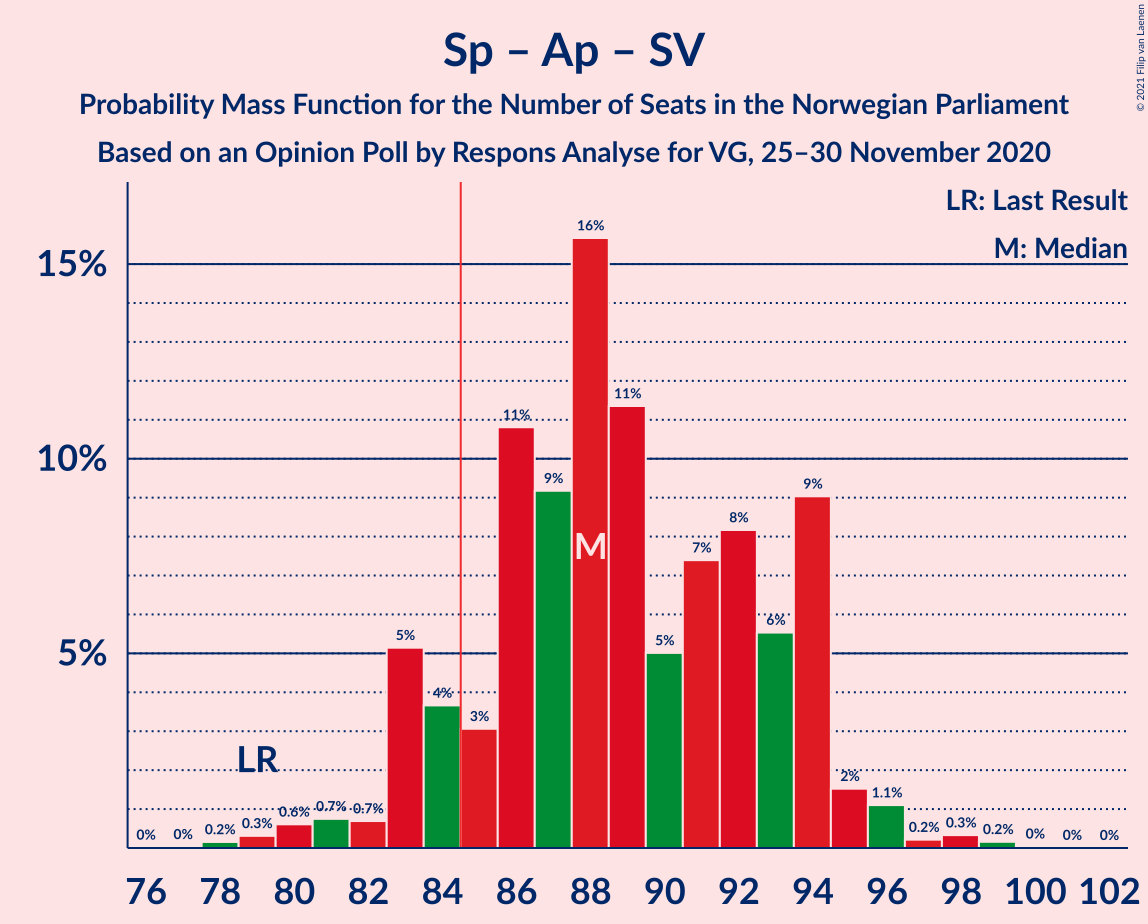 Sp – Ap – SV
Probability Mass Function for the Number of Seats in the Norwegian Parliament
Based on an Opinion Poll by Respons Analyse for VG, 25–30 November 2020
© 2021 Filip van Laenen
LR: Last Result
M: Median
15%
10%
5%
0% 0% 0.2% 0.3% 0.6% 0.7% 0.7% 5% 4% 3% 11% 9% 16% 11% 5% 7% 8% 6% 9% 2% 1.1% 0.2% 0.3% 0.2% 0% 0% 0%
LR
M
76 78 80 82 84 86 88 90 92 94 96 98 100 102